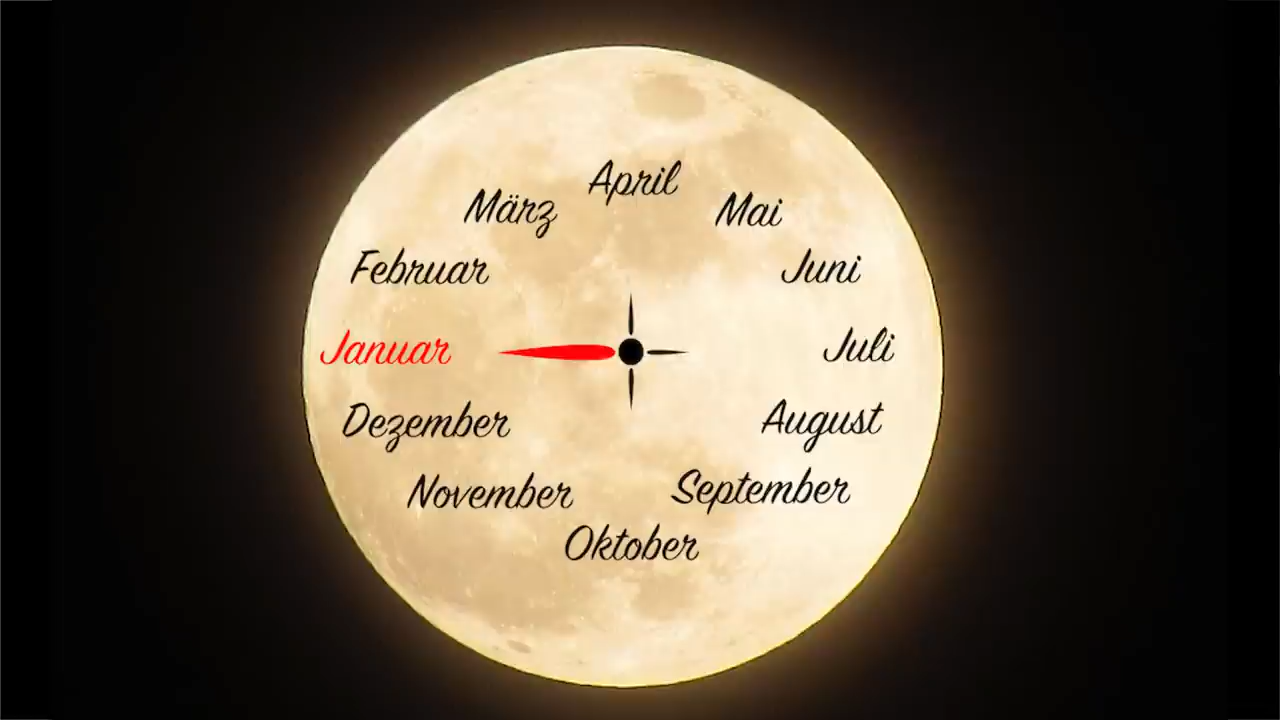 April
März
Mai
Februar
Juni
Januar
Juli
Dezember
August
November
September
Oktober